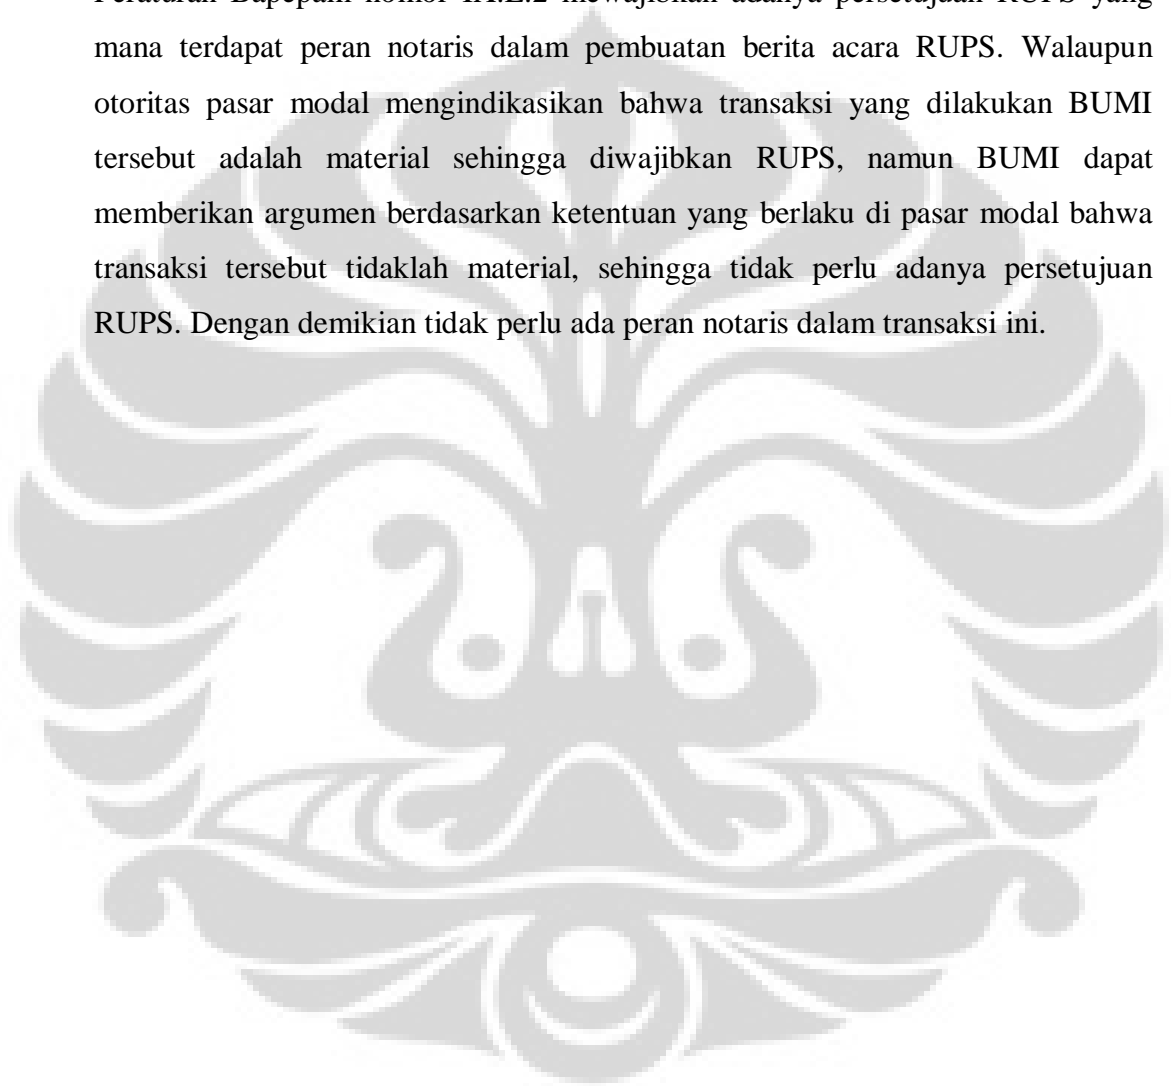 Peraturan Bapepam nomor IX.E.2 mewajibkan adanya persetujuan RUPS yang
mana terdapat peran notaris dalam pembuatan berita acara RUPS. Walaupun
otoritas pasar modal mengindikasikan bahwa transaksi yang dilakukan BUMI
tersebut adalah material sehingga diwajibkan RUPS, namun BUMI dapat
memberikan argumen berdasarkan ketentuan yang berlaku di pasar modal bahwa
transaksi tersebut tidaklah material, sehingga tidak perlu adanya persetujuan
RUPS. Dengan demikian tidak perlu ada peran notaris dalam transaksi ini.